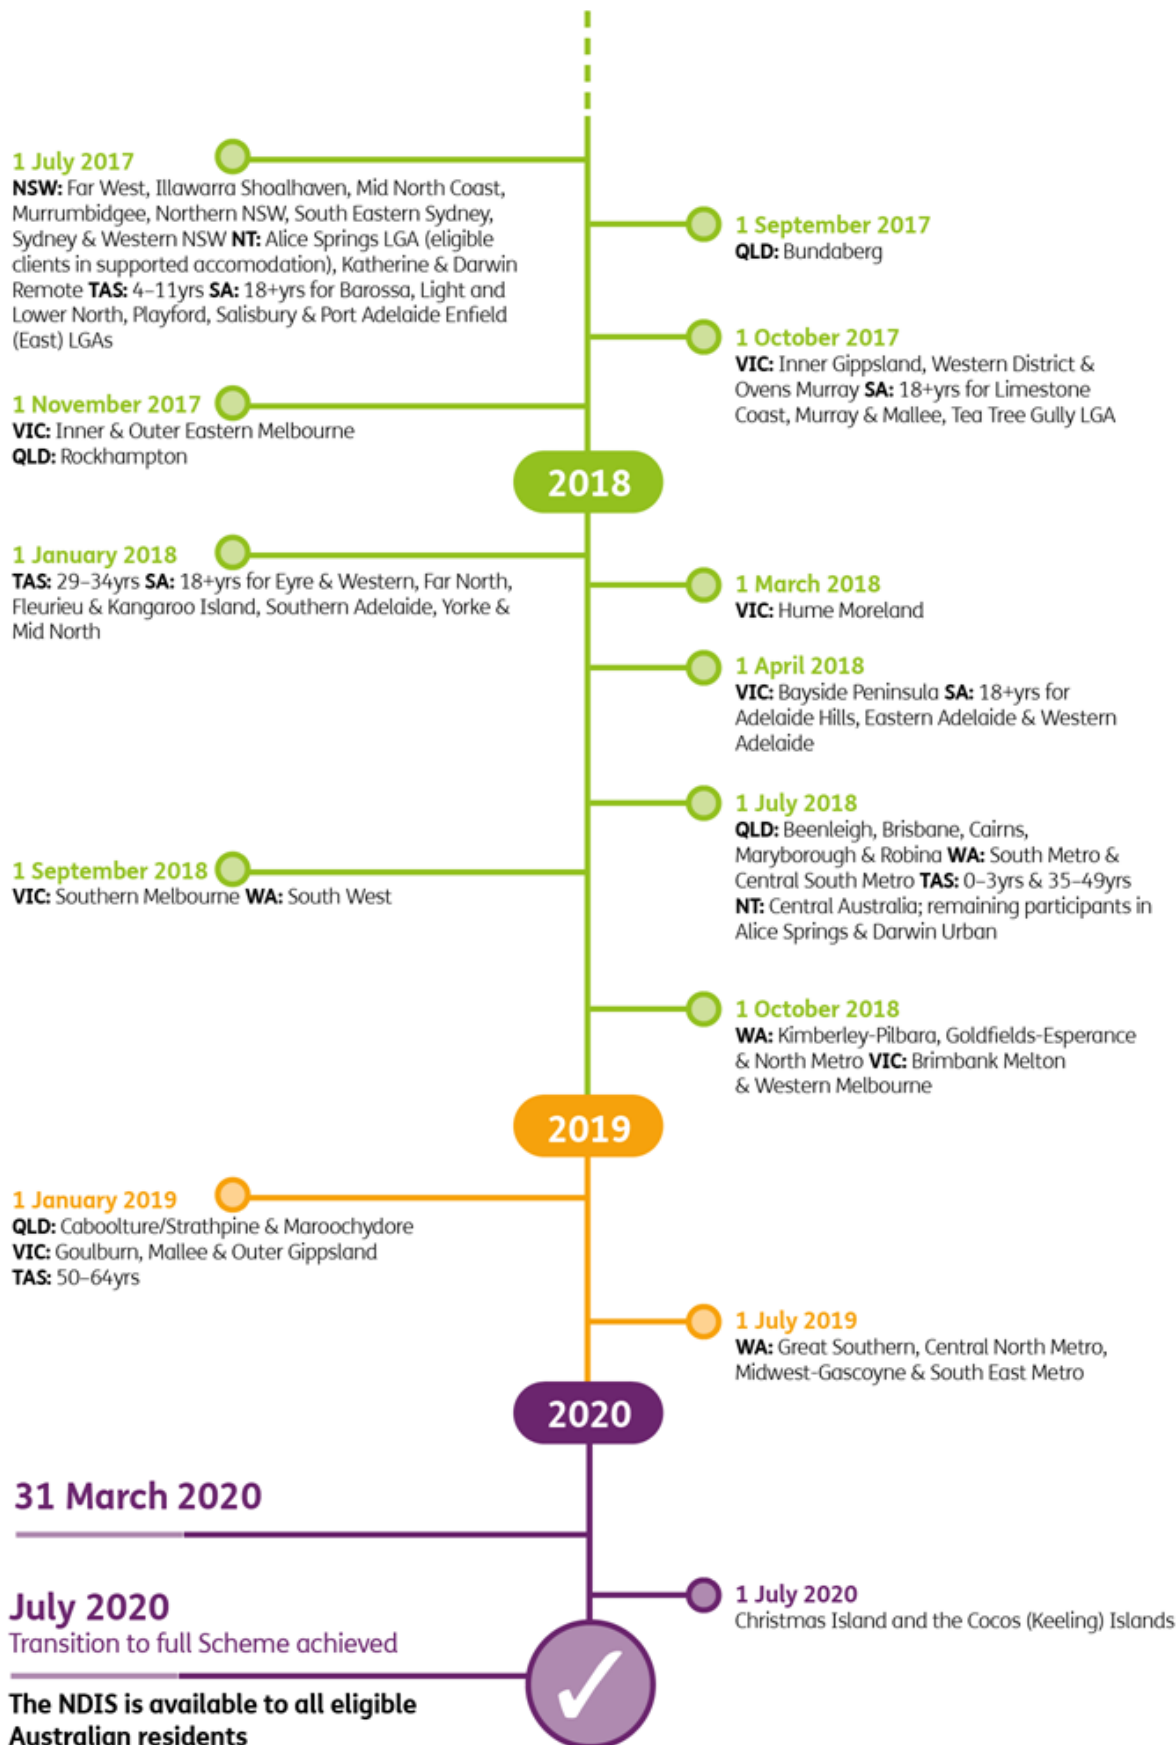 1 July 2017
NSW: Far West, Illawarra Shoalhaven, Mid North Coast,
Murrumbidgee, Northern NSW, South Eastern Sydney,
Sydney & Western NSW NT: Alice Springs LGA (eligible
clients in supported accomodation), Katherine & Darwin
Remote TAS: 4–11yrs SA: 18+yrs for Barossa, Light and
Lower North, Playford, Salisbury & Port Adelaide Enfield
(East) LGAs
1 September 2017
QLD: Bundaberg
1 October 2017
VIC: Inner Gippsland, Western District &
Ovens Murray SA: 18+yrs for Limestone
Coast, Murray & Mallee, Tea Tree Gully LGA
1 November 2017
VIC: Inner & Outer Eastern Melbourne
QLD: Rockhampton
2018
1 January 2018
TAS: 29–34yrs SA: 18+yrs for Eyre & Western, Far North,
Fleurieu & Kangaroo Island, Southern Adelaide, Yorke &
Mid North
1 March 2018
VIC: Hume Moreland
1 April 2018
VIC: Bayside Peninsula SA: 18+yrs for
Adelaide Hills, Eastern Adelaide & Western
Adelaide
1 July 2018
QLD: Beenleigh, Brisbane, Cairns,
Maryborough & Robina WA: South Metro &
Central South Metro TAS: 0–3yrs & 35–49yrs
NT: Central Australia; remaining participants in
Alice Springs & Darwin Urban
1 September 2018
VIC: Southern Melbourne WA: South West
1 October 2018
WA: Kimberley-Pilbara, Goldfields-Esperance
& North Metro VIC: Brimbank Melton
& Western Melbourne
2019
1 January 2019
QLD: Caboolture/Strathpine & Maroochydore
VIC: Goulburn, Mallee & Outer Gippsland
TAS: 50–64yrs
1 July 2019
WA: Great Southern, Central North Metro,
Midwest-Gascoyne & South East Metro
2020
31 March 2020
1 July 2020
Christmas Island and the Cocos (Keeling) Islands
July 2020
Transition to full Scheme achieved
The NDIS is available to all eligible
Australian residents